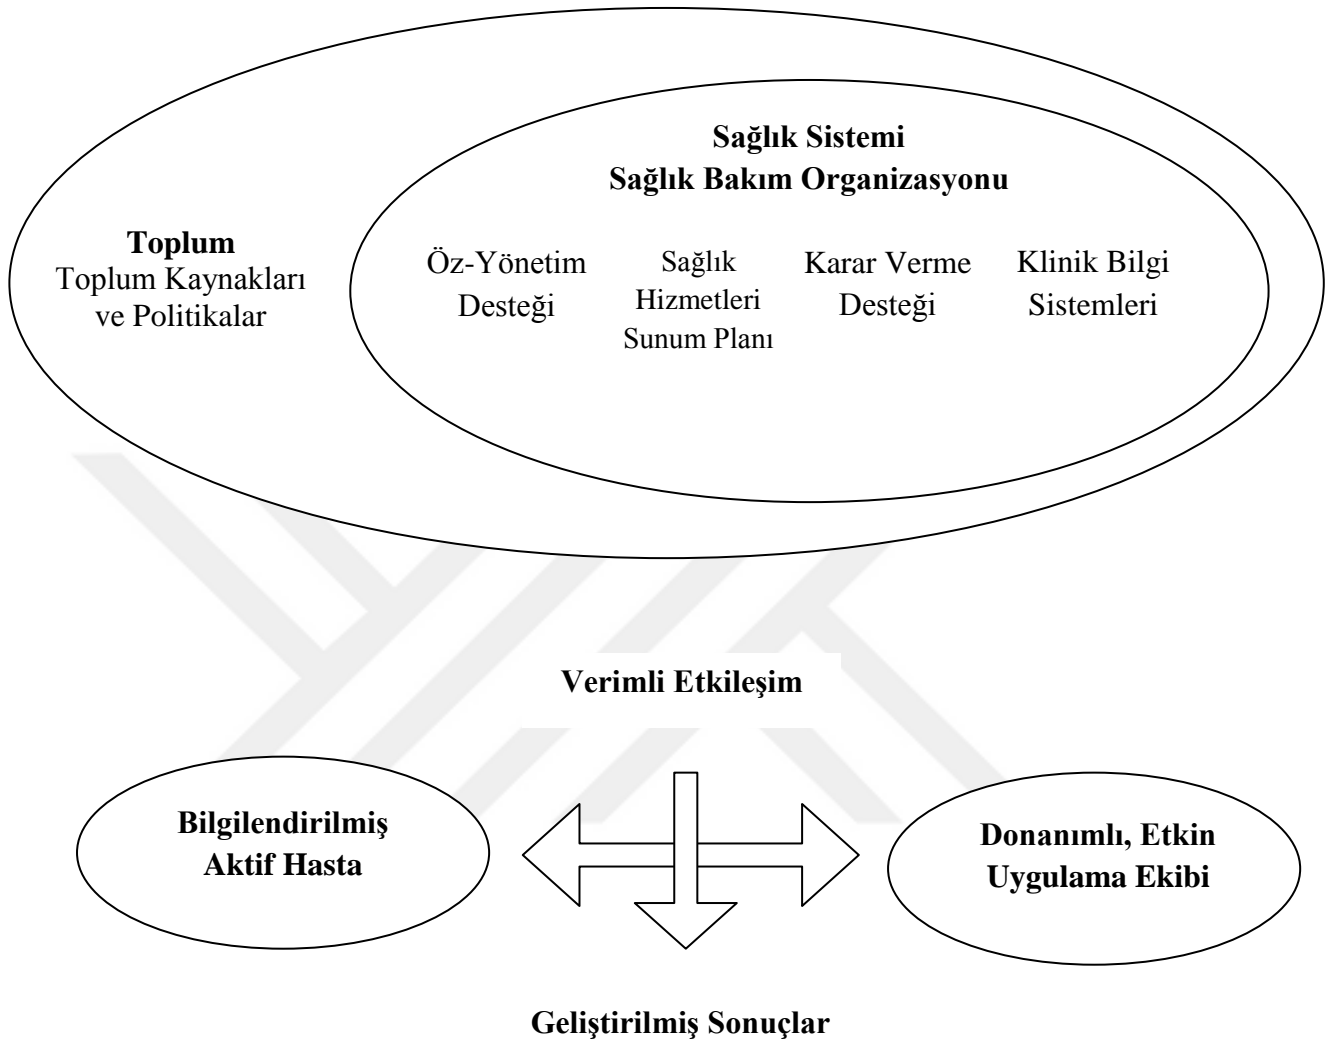 Sağlık Sistemi
Sağlık Bakım Organizasyonu
Toplum
Toplum Kaynakları
ve Politikalar
Öz-Yönetim
Desteği
Sağlık
Hizmetleri
Sunum Planı
Karar Verme
Desteği
Klinik Bilgi
Sistemleri
Verimli Etkileşim
Bilgilendirilmiş
Aktif Hasta
Donanımlı, Etkin
Uygulama Ekibi
Geliştirilmiş Sonuçlar